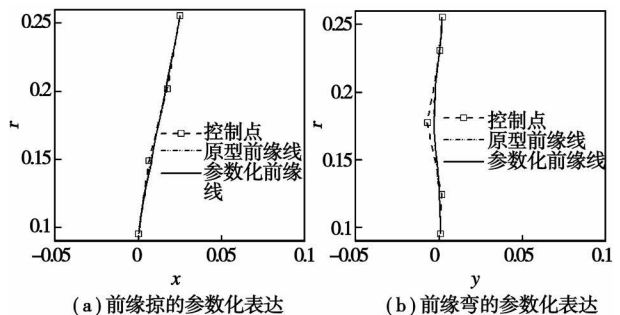 0.25
0.2
0.15
0.1
r
控制点
原型前缘线
参数化前缘
线
-0.05
0
0.05
0.1
x
(a)前缘掠的参数化表达
0.25
0.2
0.15
0.1
r
控制点
原型前缘线
参数化前缘线
-0.05
0
0.05
0.1
y
(b)前缘弯的参数化表达